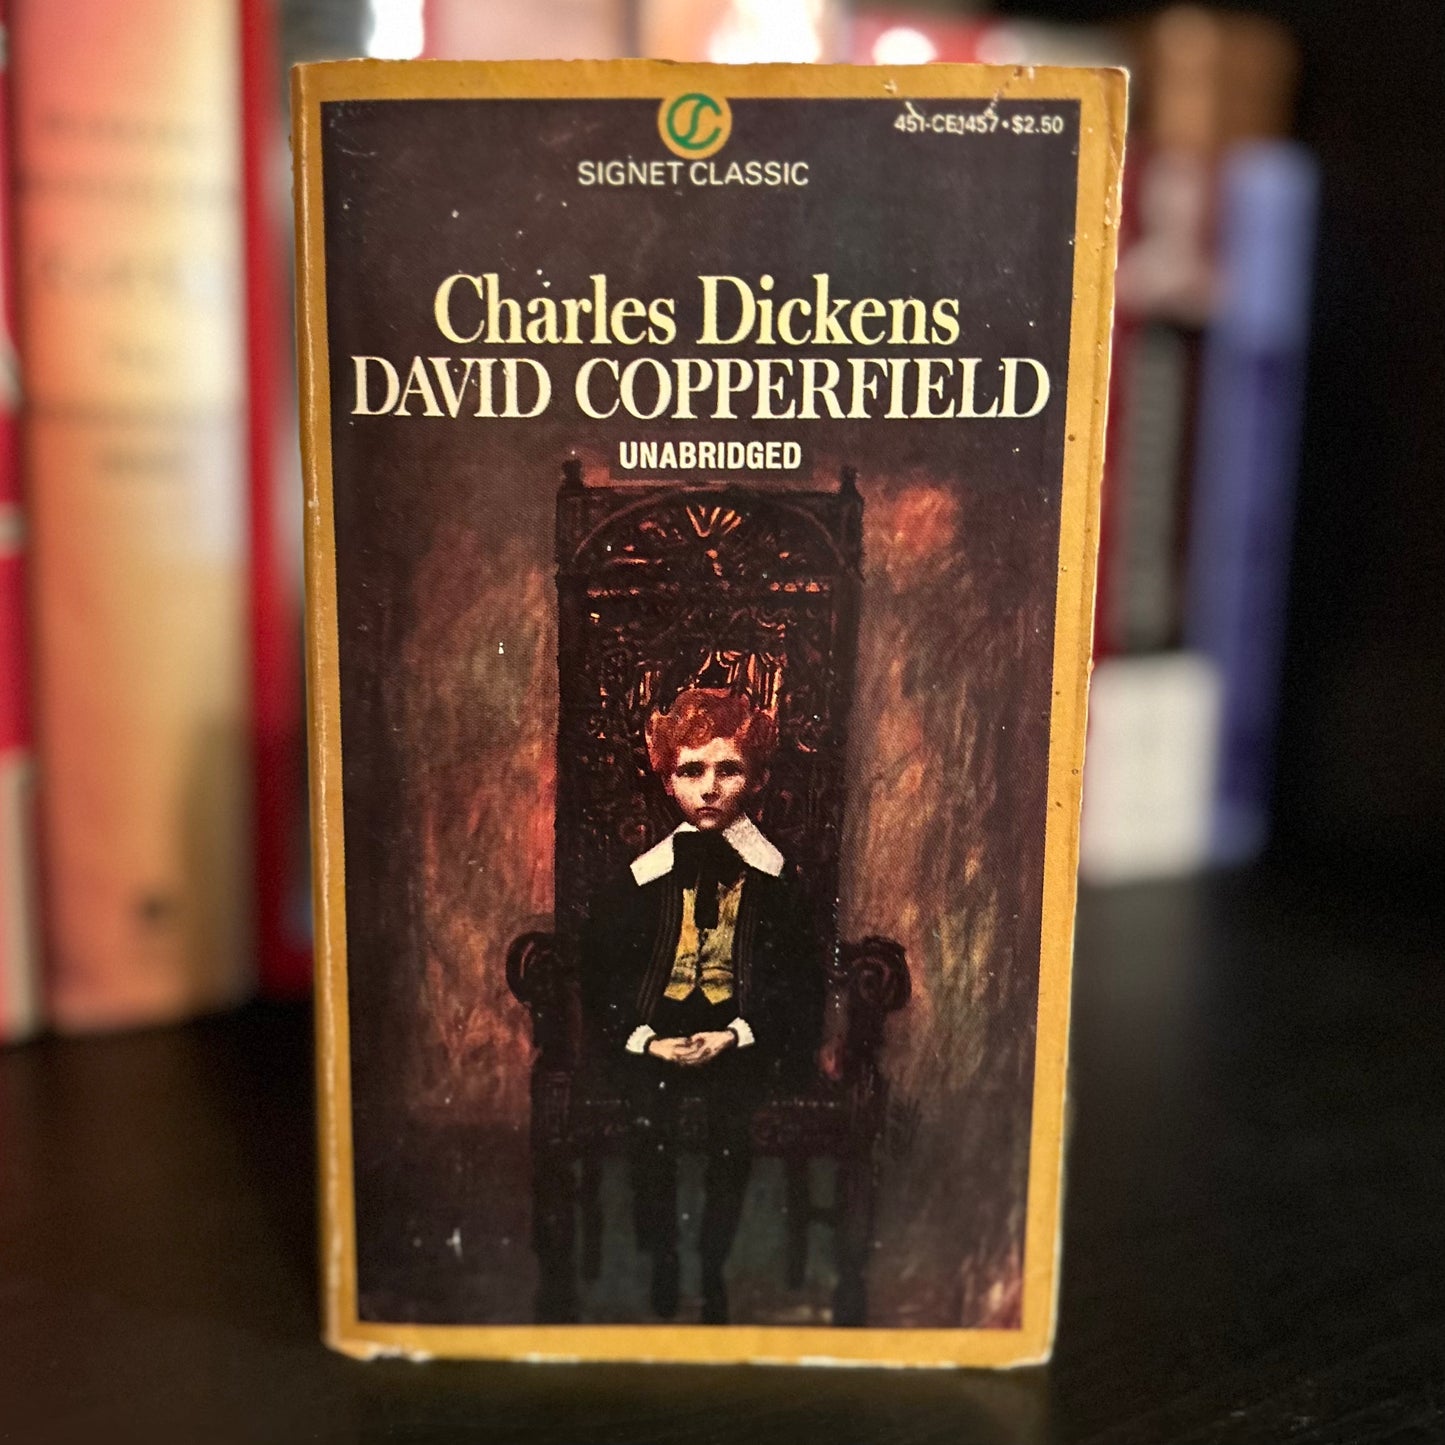 451-CE1457 • $2.50
SIGNET CLASSIC
Charles Dickens
DAVID COPPERFIELD
UNABRIDGED